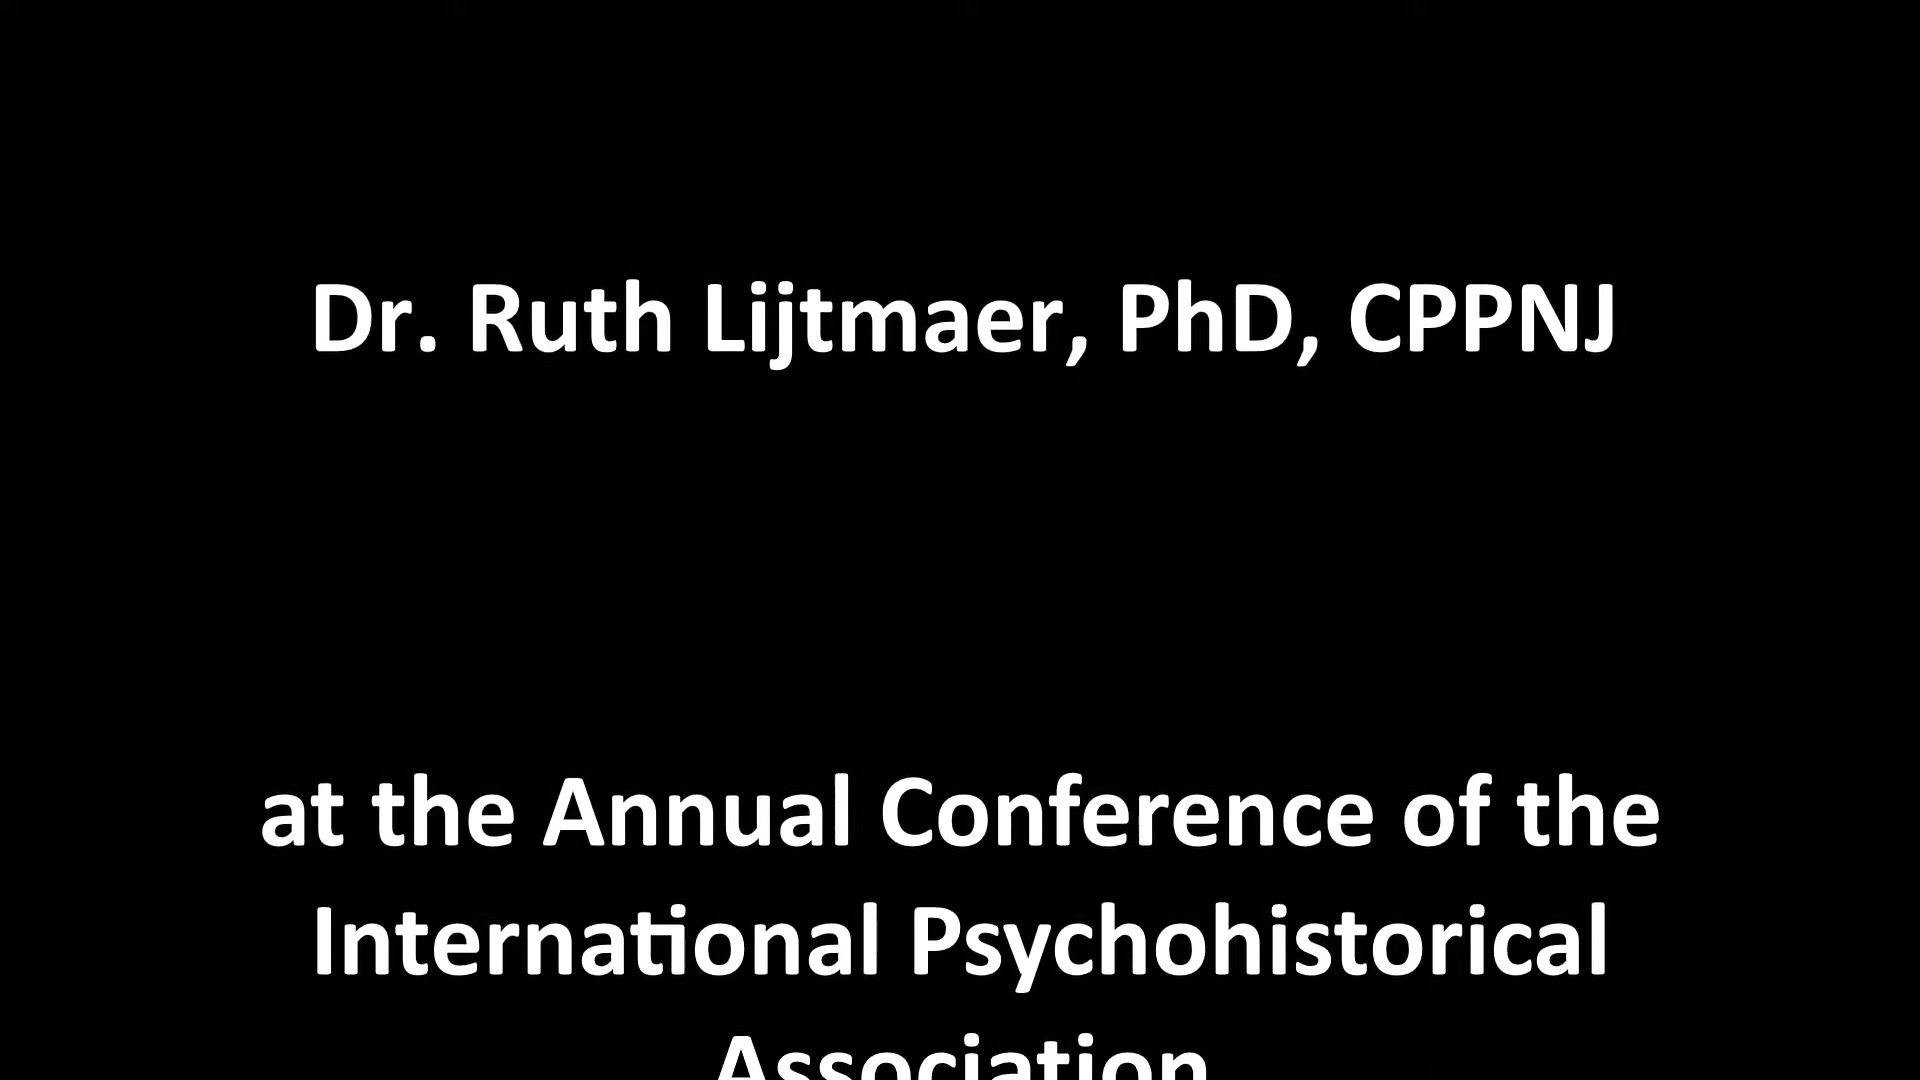 Dr. Ruth Lijtmaer, PhD, CPPNJ
at the Annual Conference of the
International Psychohistorical
Association